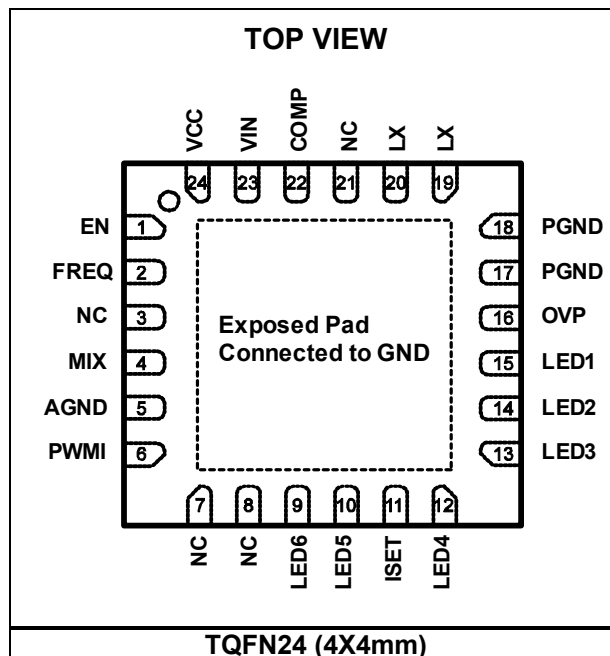 TOP VIEW
VCC VIN COMP NC LX LX
24 23 22 21 20 19
EN 1 18 PGND
FREQ 2 17 PGND
NC 3 16 OVP
Exposed Pad
Connected to GND
MIX 4 15 LED1
AGND 5 14 LED2
PWMI 6 13 LED3
7 8 9 10 11 12
NC NC LED6 LED5 ISET LED4
TQFN24 (4X4mm)